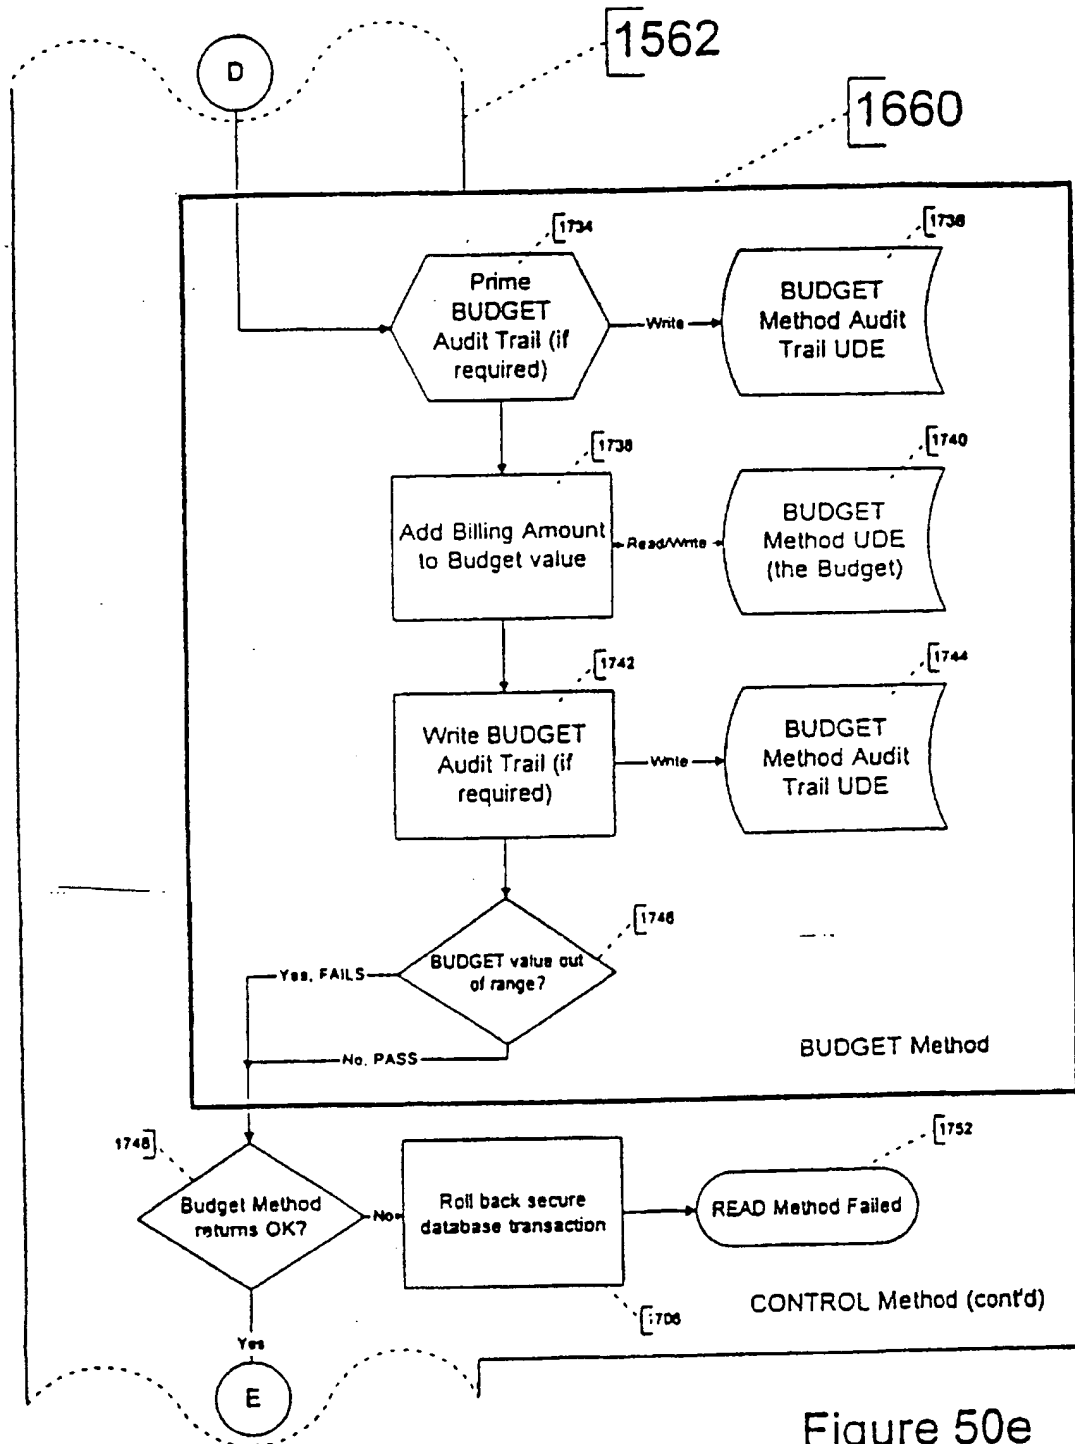 D
1562
1660
1734
Prime
BUDGET
Audit Trail (if
required)
Write
1736
BUDGET
Method Audit
Trail UDE
1738
Add Billing Amount
to Budget value
Read/Write
1740
BUDGET
Method UDE
(the Budget)
1742
Write BUDGET
Audit Trail (if
required)
Write
1744
BUDGET
Method Audit
Trail UDE
1746
BUDGET value out
of range?
Yes, FAILS
No, PASS
BUDGET Method
1748
Budget Method
returns OK?
No
Roll back secure
database transaction
1706
1752
READ Method Failed
CONTROL Method (cont'd)
Yes
E
Figure 50e